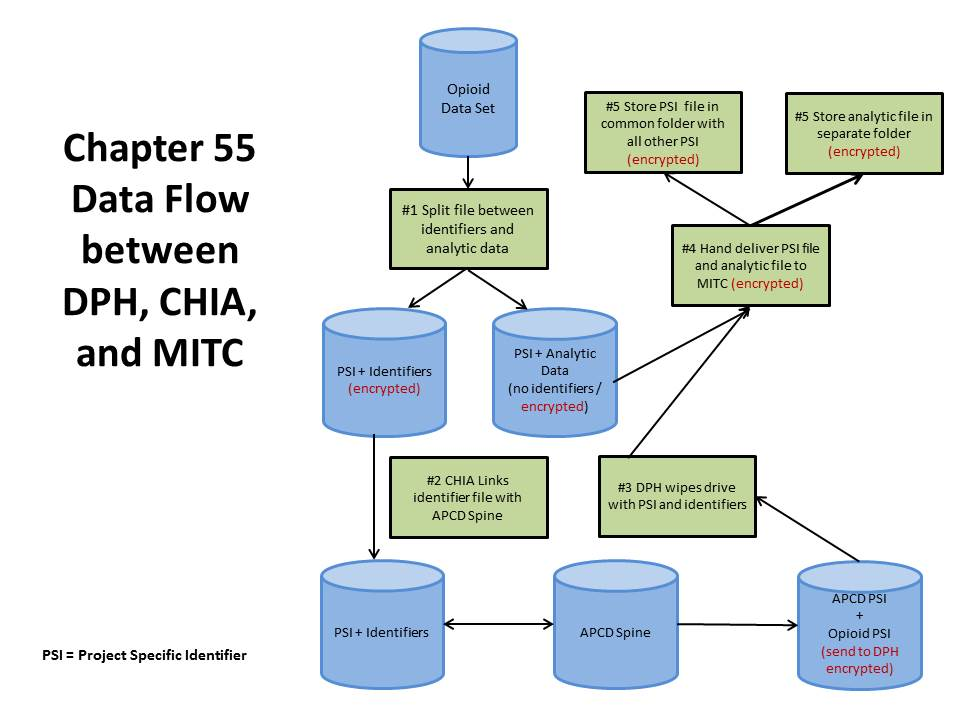 Chapter 55
Data Flow
between
DPH, CHIA,
and MITC
Opioid
Data Set
#5 Store PSI file in
common folder with
all other PSI
(encrypted)
#5 Store analytic file in
separate folder
(encrypted)
#1 Split file between
identifiers and
analytic data
#4 Hand deliver PSI file
and analytic file to
MITC (encrypted)
PSI + Identifiers
(encrypted)
PSI + Analytic
Data
(no identifiers /
encrypted)
#2 CHIA Links
identifier file with
APCD Spine
#3 DPH wipes drive
with PSI and identifiers
PSI + Identifiers
APCD Spine
APCD PSI
+
Opioid PSI
(send to DPH
encrypted)
PSI = Project Specific Identifier